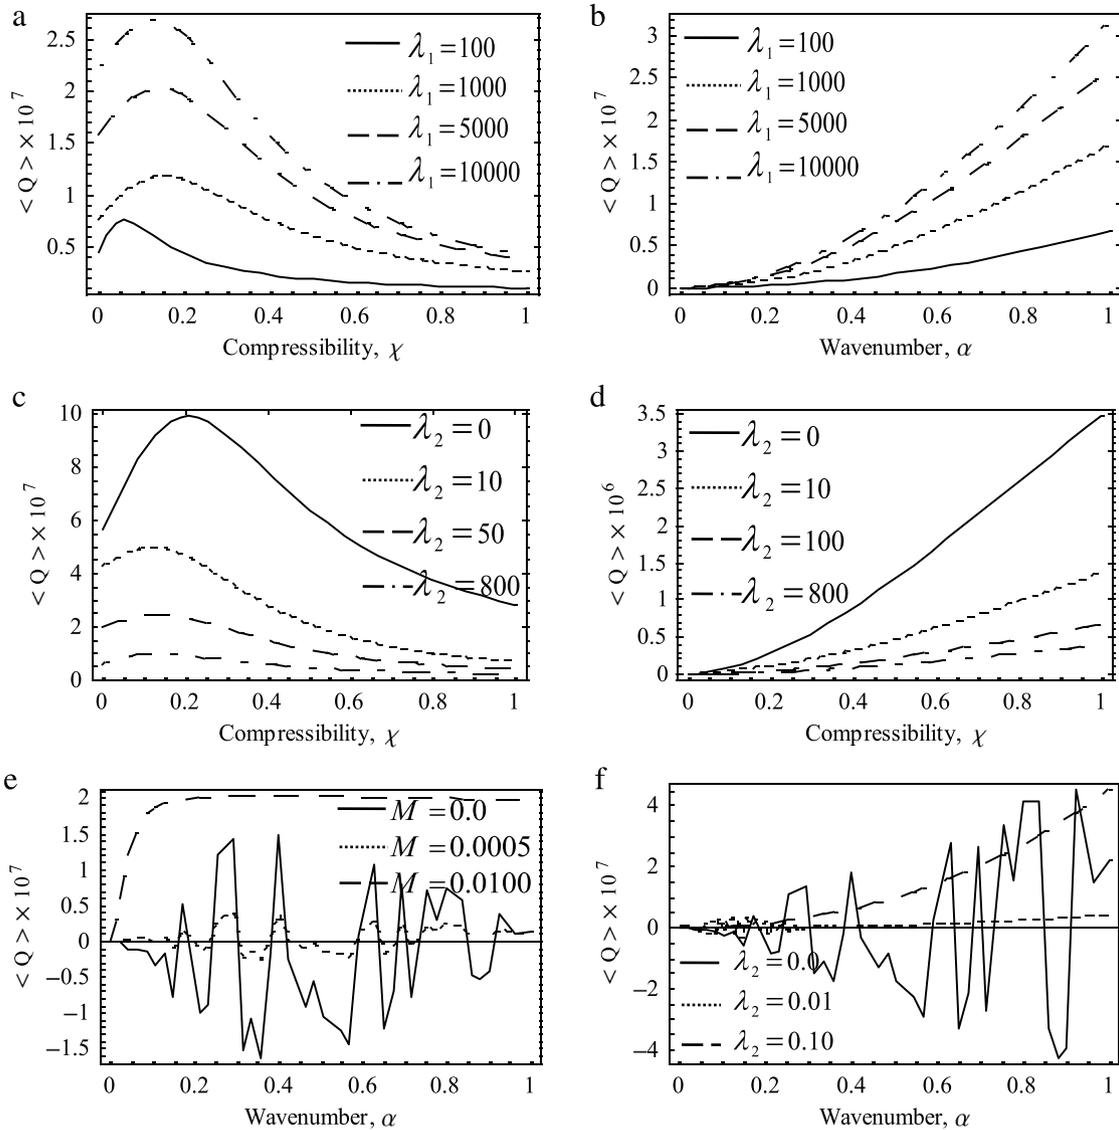 a
2.5
2
1.5
1
0.5
< Q > × 10^7
λ₁=100
λ₁=1000
λ₁=5000
λ₁=10000
0 0.2 0.4 0.6 0.8 1
Compressibility, χ
b
3
2.5
2
1.5
1
0.5
0
< Q > × 10^7
λ₁=100
λ₁=1000
λ₁=5000
λ₁=10000
0 0.2 0.4 0.6 0.8 1
Wavenumber, α
c
10
8
6
4
2
0
< Q > × 10^7
λ₂=0
λ₂=10
λ₂=50
λ₂=800
0 0.2 0.4 0.6 0.8 1
Compressibility, χ
d
3.5
3
2.5
2
1.5
1
0.5
0
< Q > × 10^6
λ₂=0
λ₂=10
λ₂=100
λ₂=800
0 0.2 0.4 0.6 0.8 1
Wavenumber, α
e
2
1.5
1
0.5
0
−0.5
−1
−1.5
< Q > × 10^7
M=0.0
M=0.0005
M=0.0100
0 0.2 0.4 0.6 0.8 1
Wavenumber, α
f
4
2
0
−2
−4
< Q > × 10^7
λ₂=0.0
λ₂=0.01
λ₂=0.10
0 0.2 0.4 0.6 0.8 1
Wavenumber, α